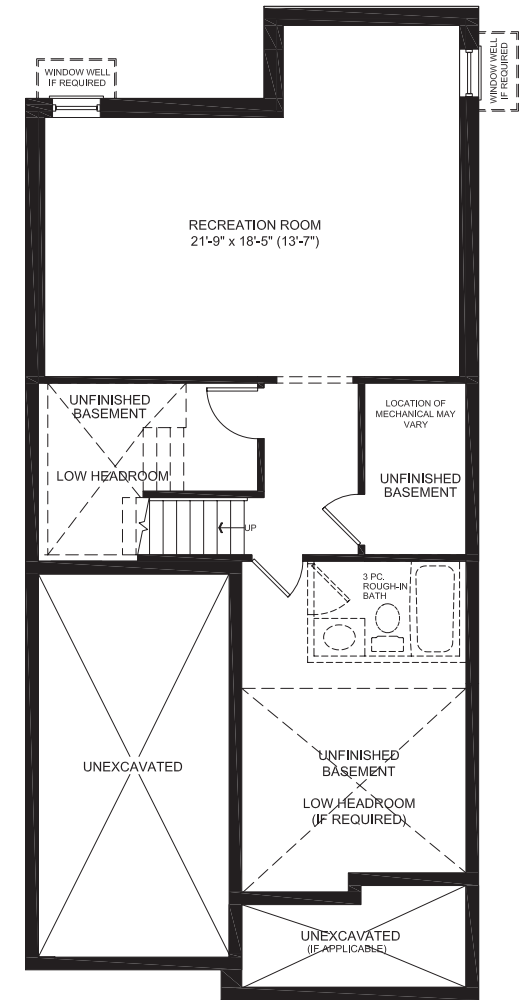 WINDOW WELL
IF REQUIRED
WINDOW WELL
IF REQUIRED
RECREATION ROOM
21'-9" x 18'-5" (13'-7")
UNFINISHED
BASEMENT
LOW HEADROOM
UP
LOCATION OF
MECHANICAL MAY
VARY
UNFINISHED
BASEMENT
3 PC.
ROUGH-IN
BATH
UNEXCAVATED
UNFINISHED
BASEMENT
LOW HEADROOM
(IF REQUIRED)
UNEXCAVATED
(IF APPLICABLE)